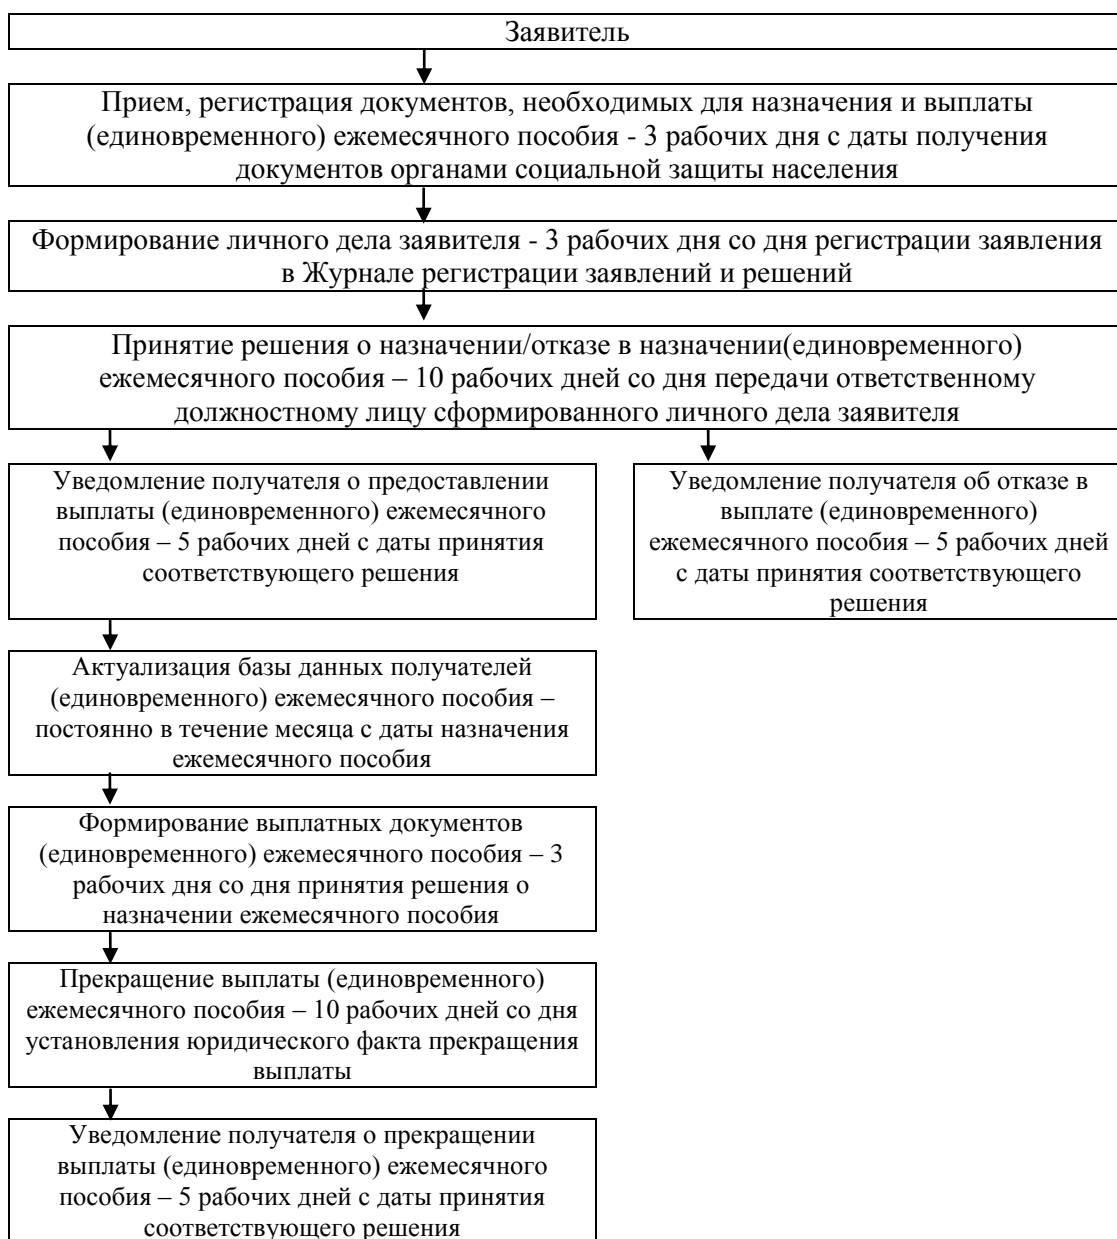 Заявитель
Прием, регистрация документов, необходимых для назначения и выплаты
(единовременного) ежемесячного пособия - 3 рабочих дня с даты получения
документов органами социальной защиты населения
Формирование личного дела заявителя - 3 рабочих дня со дня регистрации заявления
в Журнале регистрации заявлений и решений
Принятие решения о назначении/отказе в назначении(единовременного)
ежемесячного пособия – 10 рабочих дней со дня передачи ответственному
должностному лицу сформированного личного дела заявителя
Уведомление получателя о предоставлении
выплаты (единовременного) ежемесячного
пособия – 5 рабочих дней с даты принятия
соответствующего решения
Уведомление получателя об отказе в
выплате (единовременного)
ежемесячного пособия – 5 рабочих дней
с даты принятия соответствующего
решения
Актуализация базы данных получателей
(единовременного) ежемесячного пособия –
постоянно в течение месяца с даты назначения
ежемесячного пособия
Формирование выплатных документов
(единовременного) ежемесячного пособия – 3
рабочих дня со дня принятия решения о
назначении ежемесячного пособия
Прекращение выплаты (единовременного)
ежемесячного пособия – 10 рабочих дней со дня
установления юридического факта прекращения
выплаты
Уведомление получателя о прекращении
выплаты (единовременного) ежемесячного
пособия – 5 рабочих дней с даты принятия
соответствующего решения